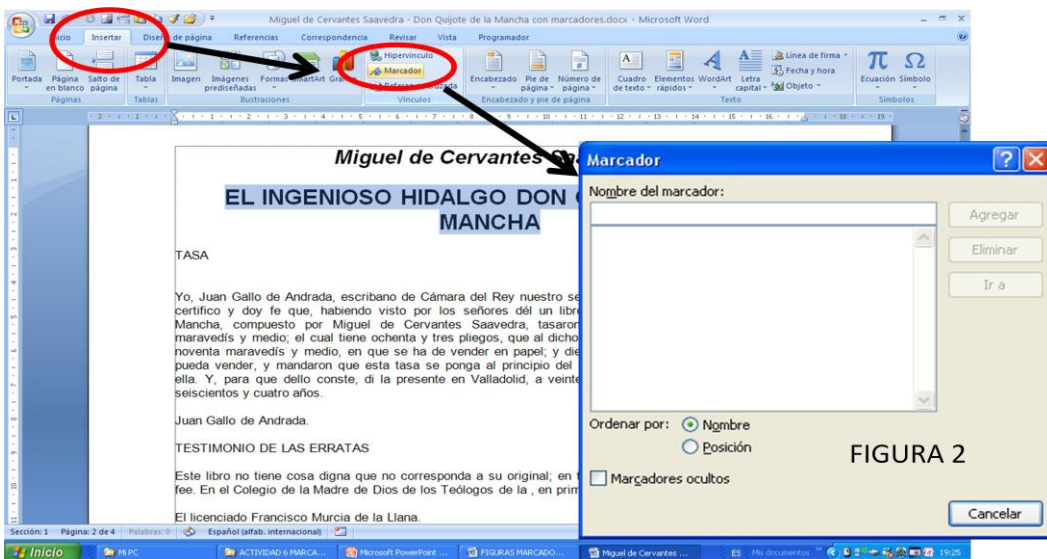 Miguel de Cervantes Saavedra - Don Quijote de la Mancha con marcadores.docx - Microsoft Word
Inicio Insertar Diseño de página Referencias Correspondencia Revisar Vista Programador
Portada Página en blanco Salto de página
Páginas
Tabla
Tablas
Imagen Imágenes prediseñadas Formas SmartArt
Ilustraciones
Hipervínculo
Marcador
Vínculos
Encabezado Pie de página Número de página
Encabezado y pie de página
Cuadro de texto Elementos rápidos WordArt Letra capital
Línea de firma
Fecha y hora
Objeto
Texto
Ecuación Símbolo
Símbolos
Miguel de Cervantes
EL INGENIOSO HIDALGO DON
MANCHA
TASA
Yo, Juan Gallo de Andrada, escribano de Cámara del Rey nuestro
certifico y doy fe que, habiendo visto por los señores dél un
Mancha, compuesto por Miguel de Cervantes Saavedra, tasaron
maravedís y medio; el cual tiene ochenta y tres pliegos, que al dicho
noventa maravedís y medio, en que se ha de vender en papel; y
pueda vender, y mandaron que esta tasa se ponga al principio del
ella. Y, para que dello conste, di la presente en Valladolid, a
seiscientos y cuatro años.
Juan Gallo de Andrada.
TESTIMONIO DE LAS ERRATAS
Este libro no tiene cosa digna que no corresponda a su original; en
fee. En el Colegio de la Madre de Dios de los Teólogos de la , en
El licenciado Francisco Murcia de la Llana.
Marcador
Nombre del marcador:
Agregar
Eliminar
Ir a
Ordenar por: Nombre
Posición
Marcadores ocultos
FIGURA 2
Cancelar
Sección: 1 Página: 2 de 4 Palabras: 0 Español (alfab. internacional)
Inicio MI PC ACTIVIDAD 6 MARCA... Microsoft PowerPoint ... FIGURAS MARCADO... Miguel de Cervantes ... ES Mis documentos 19:25